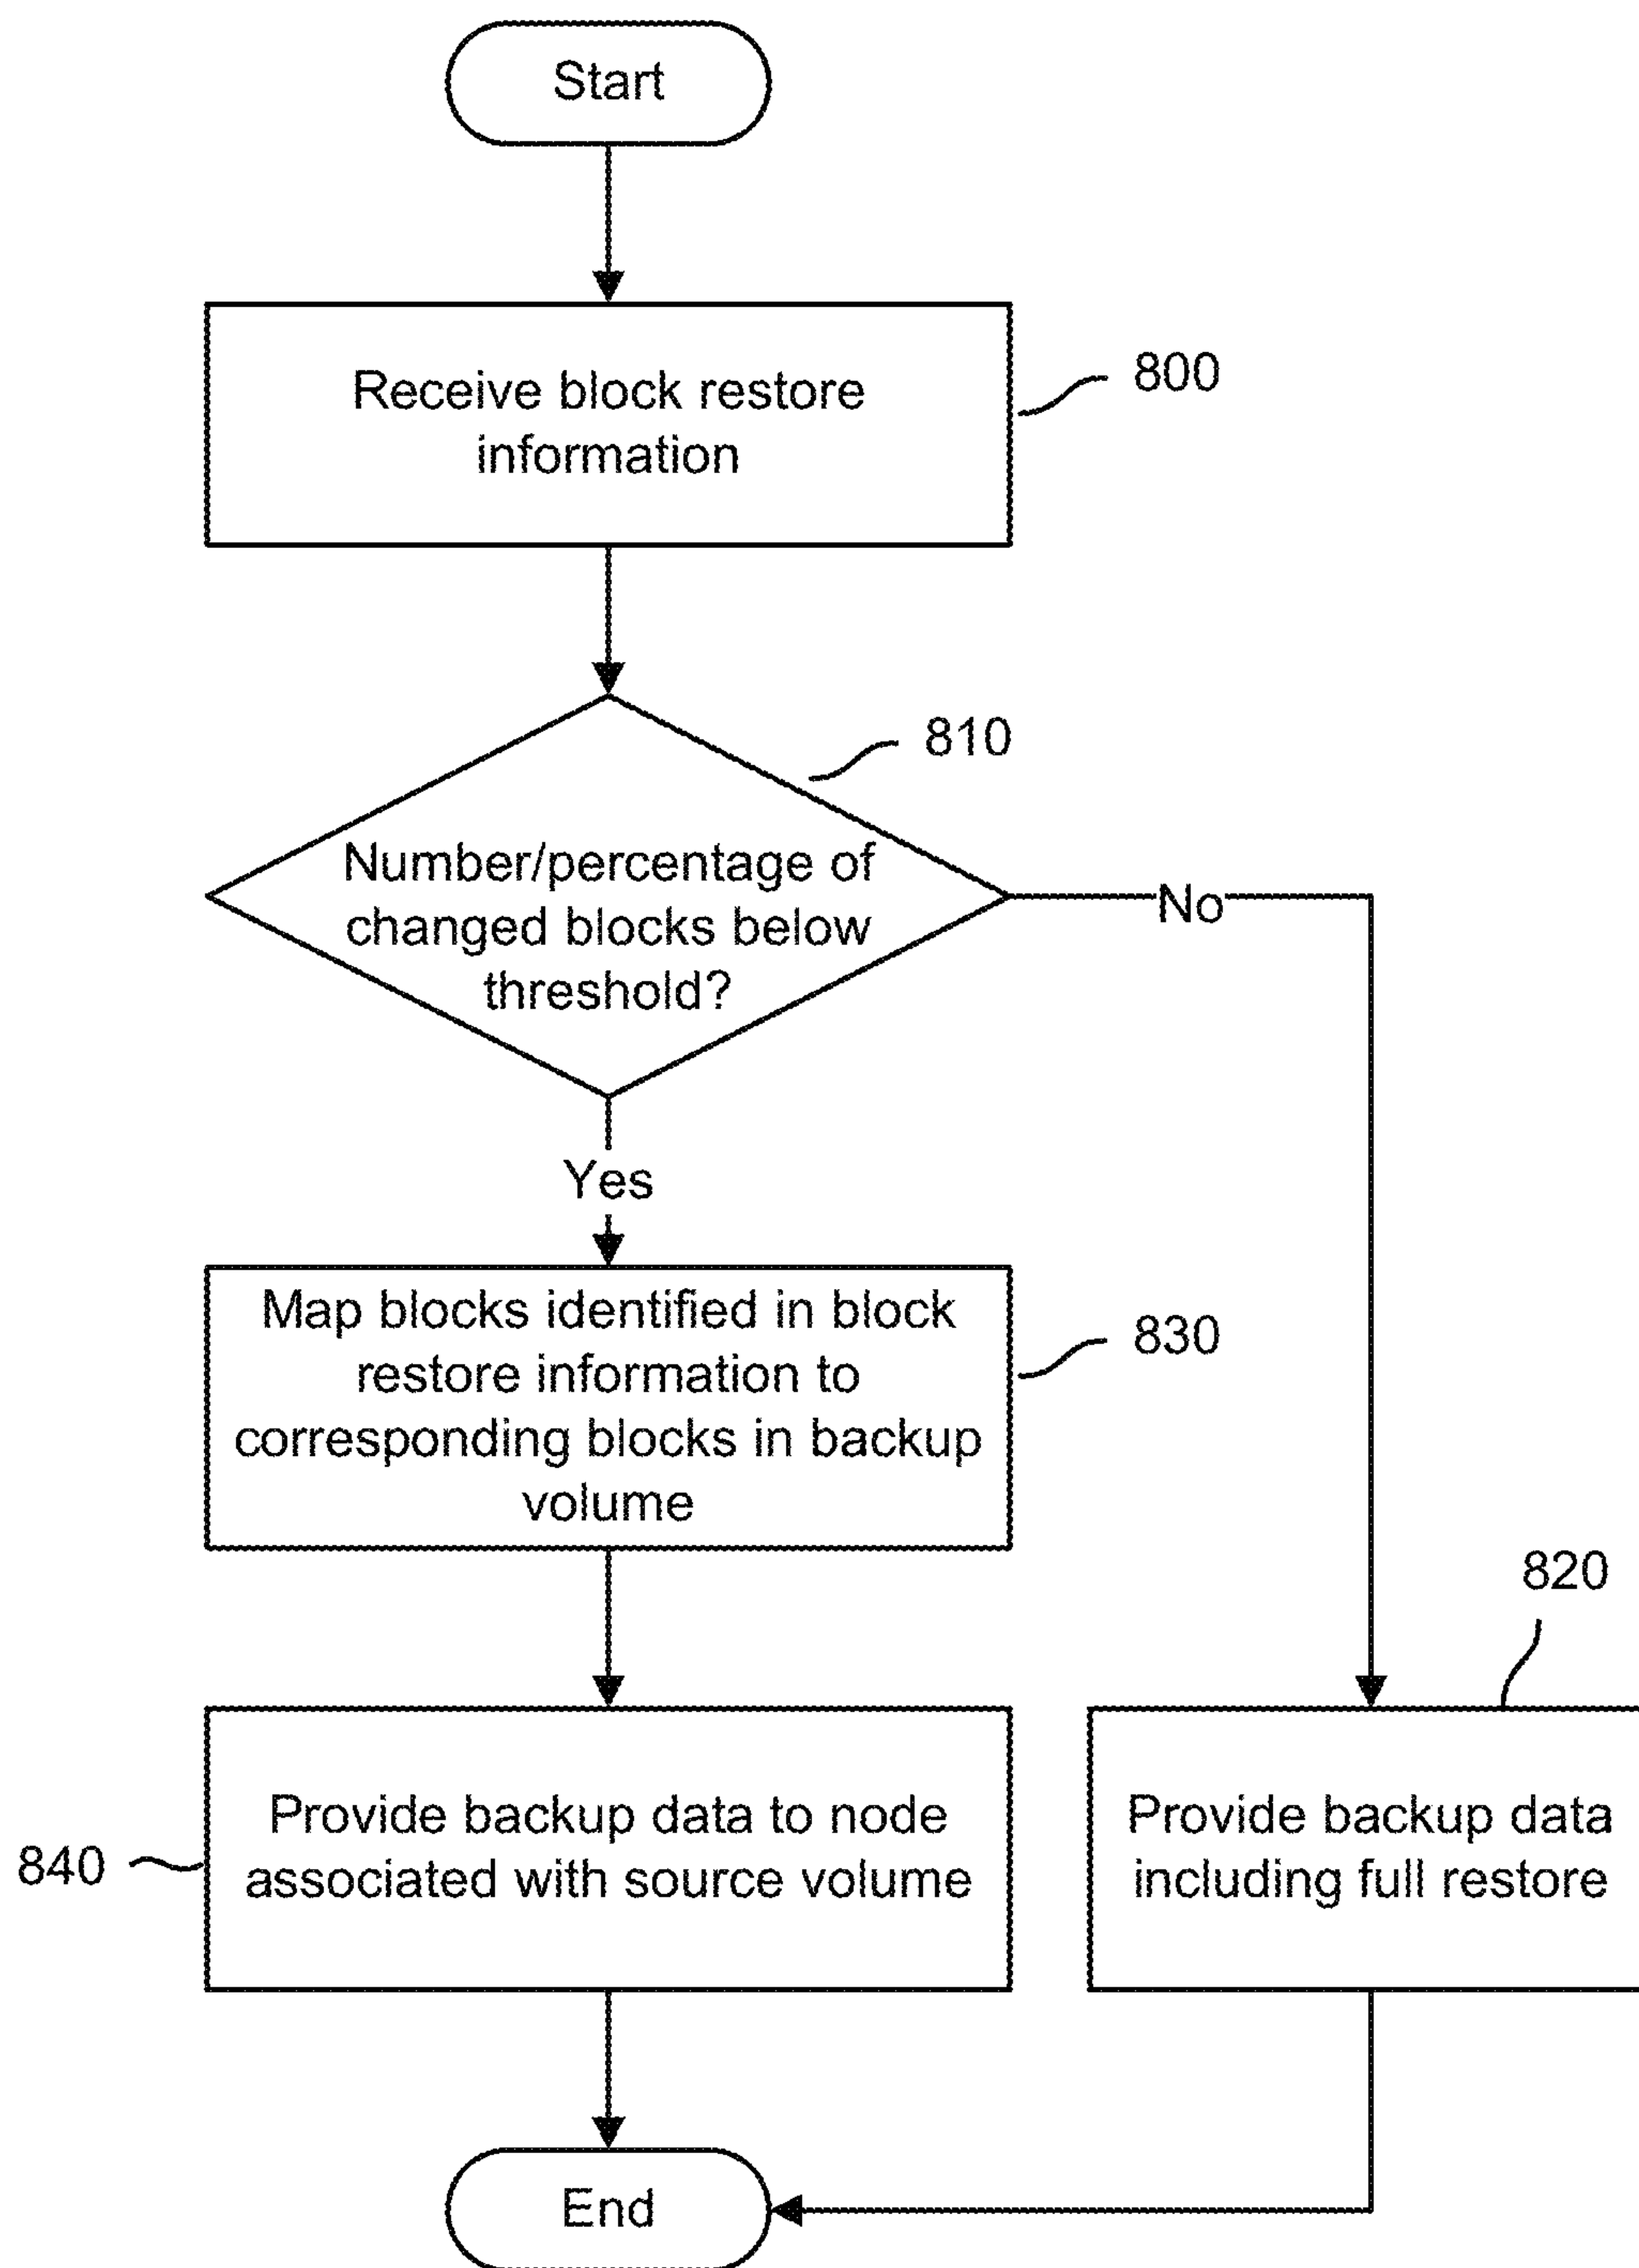 Start
Receive block restore
information
800
810
Number/percentage of
changed blocks below
threshold?
No
Yes
Map blocks identified in block
restore information to
corresponding blocks in backup
volume
830
820
Provide backup data to node
associated with source volume
840
Provide backup data
including full restore
End